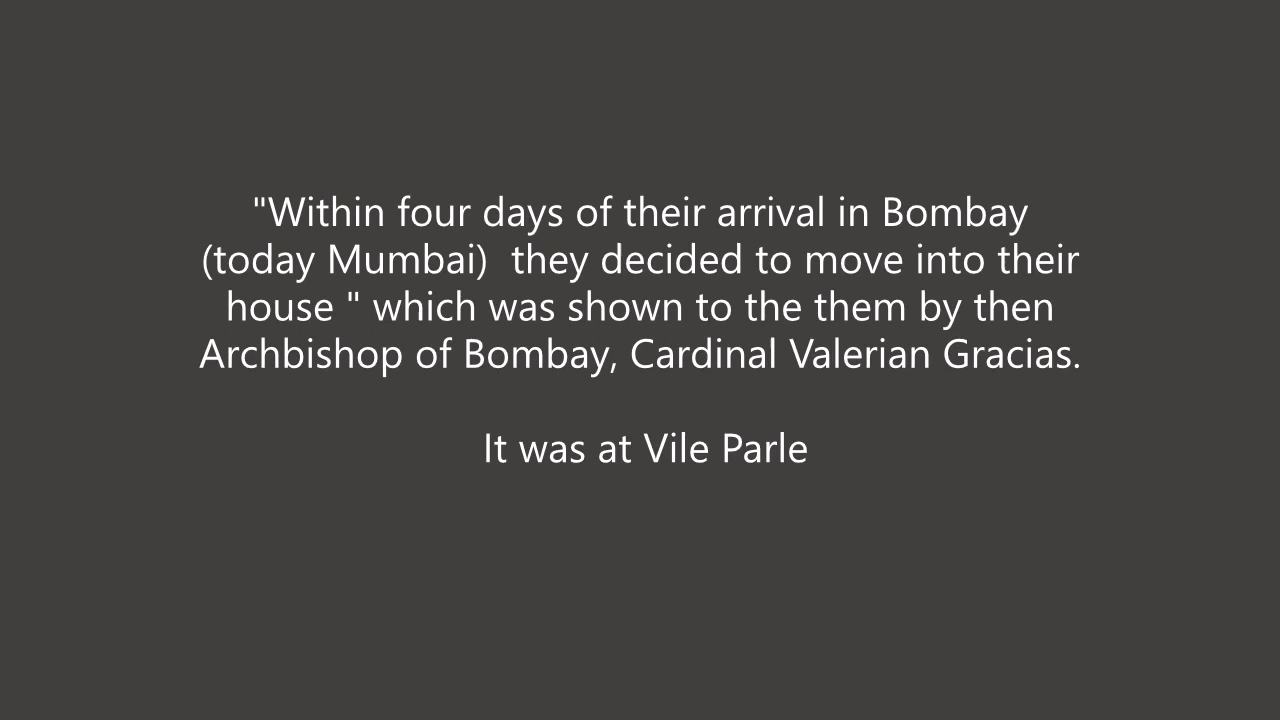 "Within four days of their arrival in Bombay
(today Mumbai)  they decided to move into their
house " which was shown to the them by then
Archbishop of Bombay, Cardinal Valerian Gracias.
It was at Vile Parle